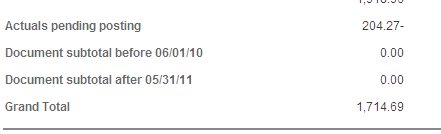 Actuals pending posting 204.27-
Document subtotal before 06/01/10 0.00
Document subtotal after 05/31/11 0.00
Grand Total 1,714.69